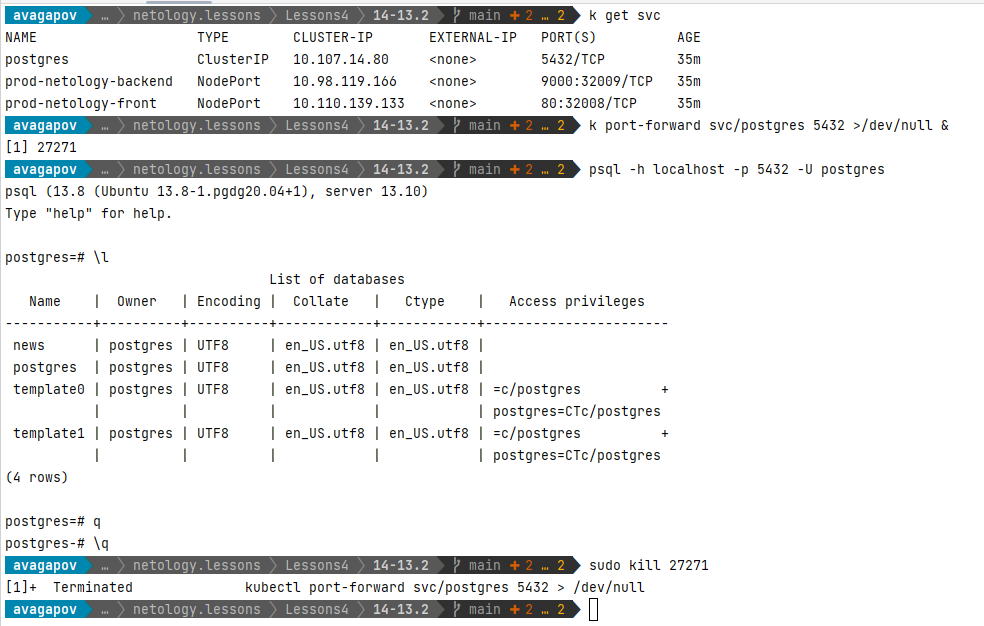 avagapov … netology.lessons Lessons4 14-13.2 main + 2 … 2 k get svc
NAME                    TYPE        CLUSTER-IP       EXTERNAL-IP   PORT(S)          AGE
postgres                ClusterIP   10.107.14.80     <none>        5432/TCP         35m
prod-netology-backend   NodePort    10.98.119.166    <none>        9000:32009/TCP   35m
prod-netology-front     NodePort    10.110.139.133   <none>        80:32008/TCP     35m
avagapov … netology.lessons Lessons4 14-13.2 main + 2 … 2 k port-forward svc/postgres 5432 >/dev/null &
[1] 27271
avagapov … netology.lessons Lessons4 14-13.2 main + 2 … 2 psql -h localhost -p 5432 -U postgres
psql (13.8 (Ubuntu 13.8-1.pgdg20.04+1), server 13.10)
Type "help" for help.
postgres=# \l
                                 List of databases
   Name    |  Owner   | Encoding |  Collate   |   Ctype    |   Access privileges
-----------+----------+----------+------------+------------+-----------------------
 news      | postgres | UTF8     | en_US.utf8 | en_US.utf8 |
 postgres  | postgres | UTF8     | en_US.utf8 | en_US.utf8 |
 template0 | postgres | UTF8     | en_US.utf8 | en_US.utf8 | =c/postgres          +
           |          |          |            |            | postgres=CTc/postgres
 template1 | postgres | UTF8     | en_US.utf8 | en_US.utf8 | =c/postgres          +
           |          |          |            |            | postgres=CTc/postgres
(4 rows)
postgres=# q
postgres-# \q
avagapov … netology.lessons Lessons4 14-13.2 main + 2 … 2 sudo kill 27271
[1]+  Terminated              kubectl port-forward svc/postgres 5432 > /dev/null
avagapov … netology.lessons Lessons4 14-13.2 main + 2 … 2